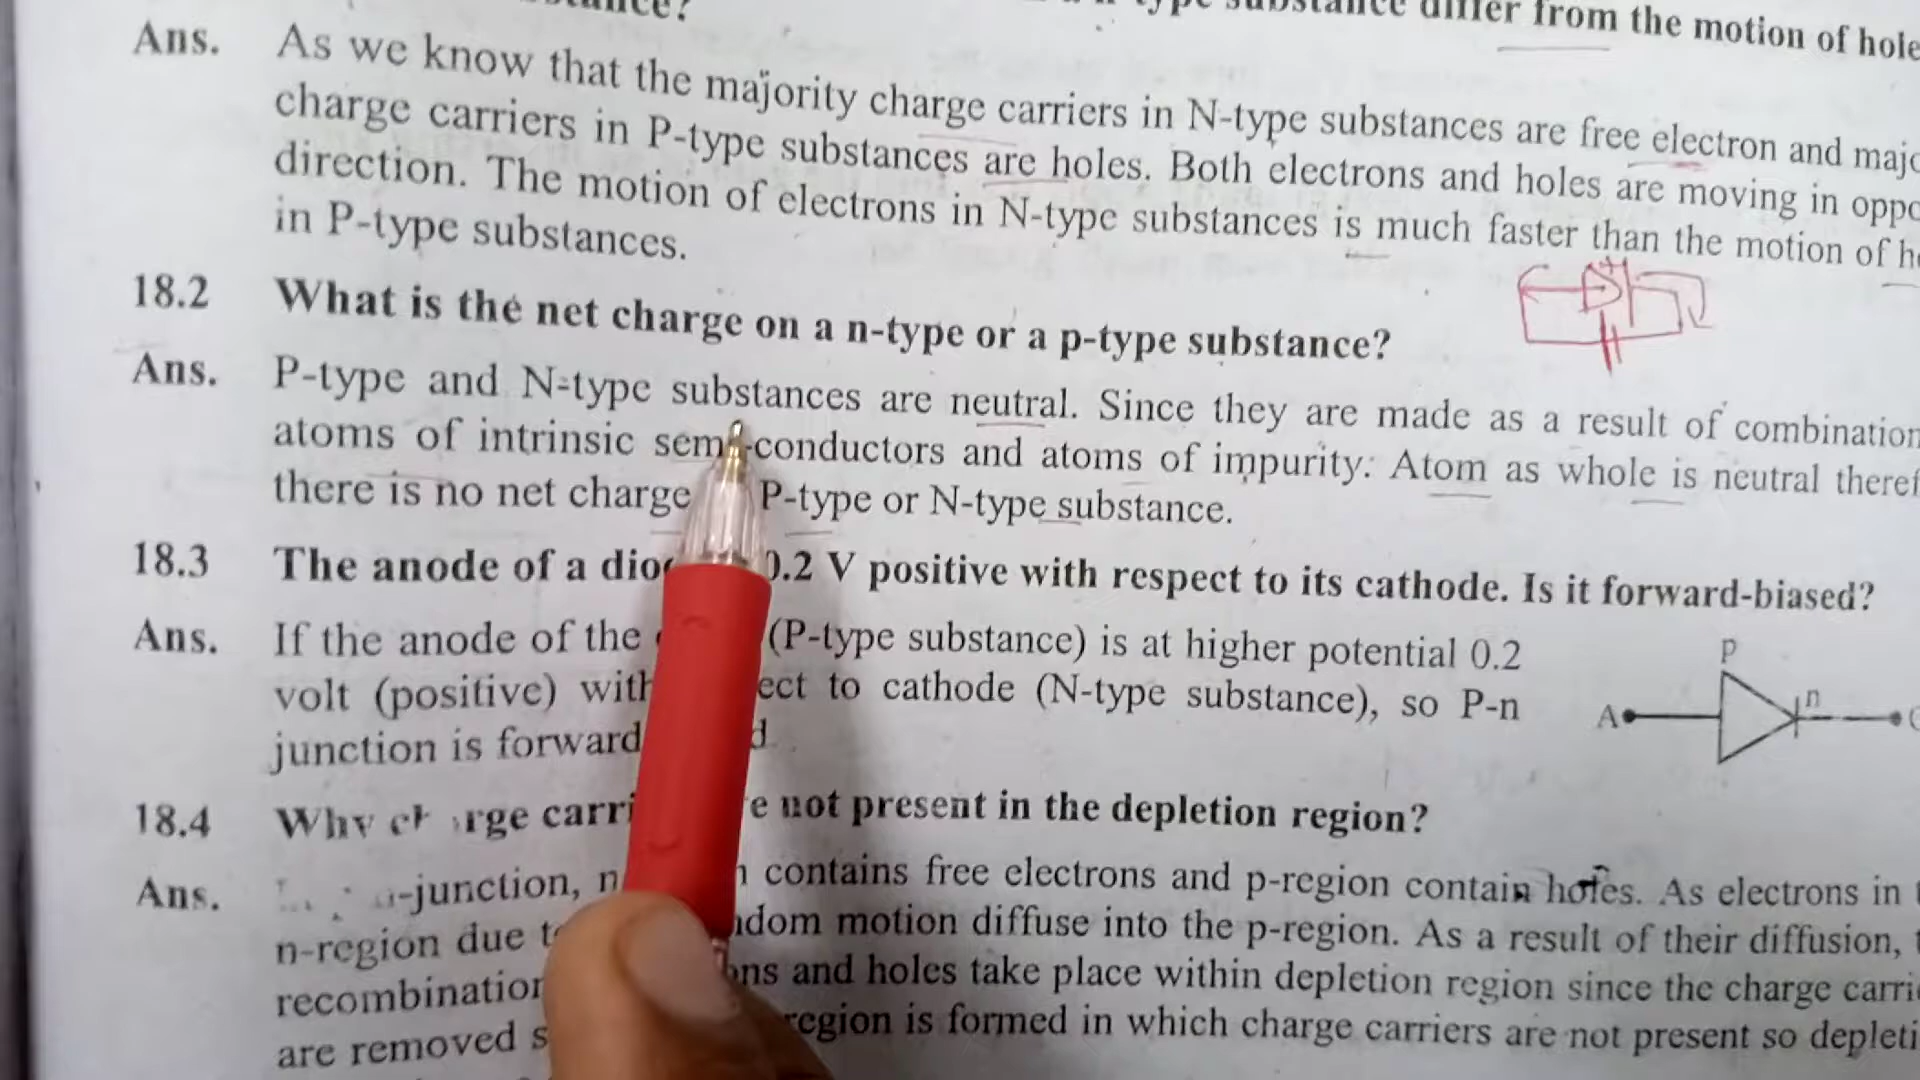 type substance differ from the motion of hole
Ans. As we know that the majority charge carriers in N-type substances are free electron and majo
charge carriers in P-type substances are holes. Both electrons and holes are moving in oppo
direction. The motion of electrons in N-type substances is much faster than the motion of h
in P-type substances.
18.2 What is the net charge on a n-type or a p-type substance?
Ans. P-type and N-type substances are neutral. Since they are made as a result of combination
atoms of intrinsic sem -conductors and atoms of impurity. Atom as whole is neutral theref
there is no net charge P-type or N-type substance.
18.3 The anode of a dio 0.2 V positive with respect to its cathode. Is it forward-biased?
Ans. If the anode of the (P-type substance) is at higher potential 0.2
volt (positive) with ect to cathode (N-type substance), so P-n
junction is forward d
P
A n
18.4 Why charge carri e not present in the depletion region?
Ans. -junction, n contains free electrons and p-region contain holes. As electrons in t
n-region due to ndom motion diffuse into the p-region. As a result of their diffusion, t
recombination ons and holes take place within depletion region since the charge carri
are removed s region is formed in which charge carriers are not present so depleti